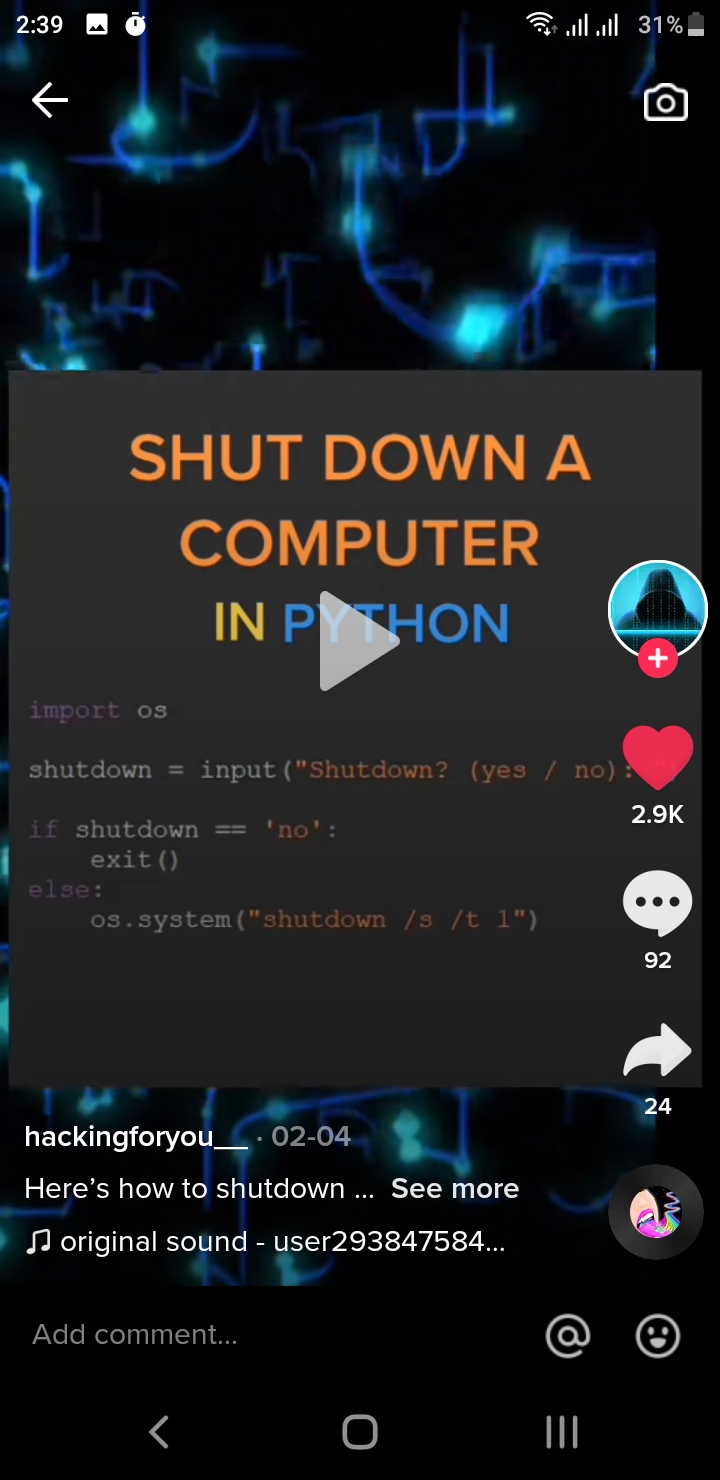 2:39 31%
SHUT DOWN A
COMPUTER
IN PYTHON
import os
shutdown = input("Shutdown? (yes / no): ")
if shutdown == 'no':
exit()
else:
os.system("shutdown /s /t 1")
2.9K
92
24
hackingforyou__ · 02-04
Here’s how to shutdown ... See more
original sound - user293847584...
Add comment...